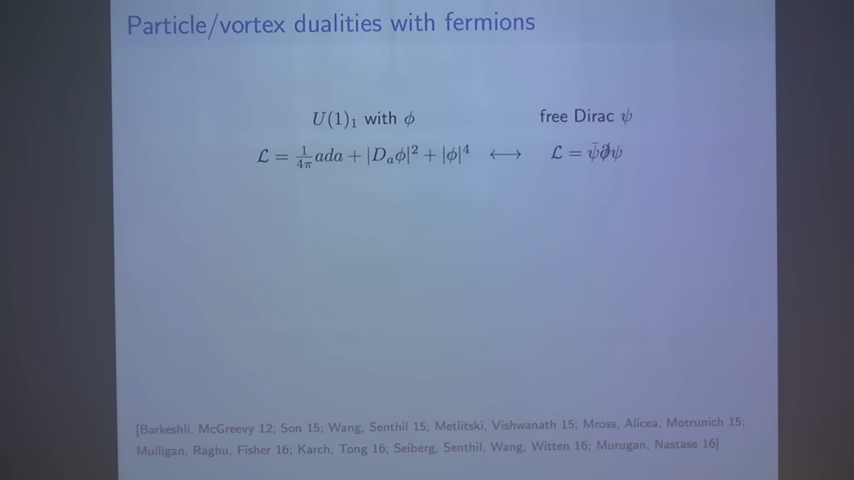 Particle/vortex dualities with fermions
U(1)₁ with ϕ free Dirac ψ
ℒ = 1/4π ada + |Dₐϕ|² + |ϕ|⁴ ⟷ ℒ = ψ̄∂̸ψ
[Barkeshli, McGreevy 12; Son 15; Wang, Senthil 15; Metlitski, Vishwanath 15; Mross, Alicea, Motrunich 15;
Mulligan, Raghu, Fisher 16; Karch, Tong 16; Seiberg, Senthil, Wang, Witten 16; Murugan, Nastase 16]